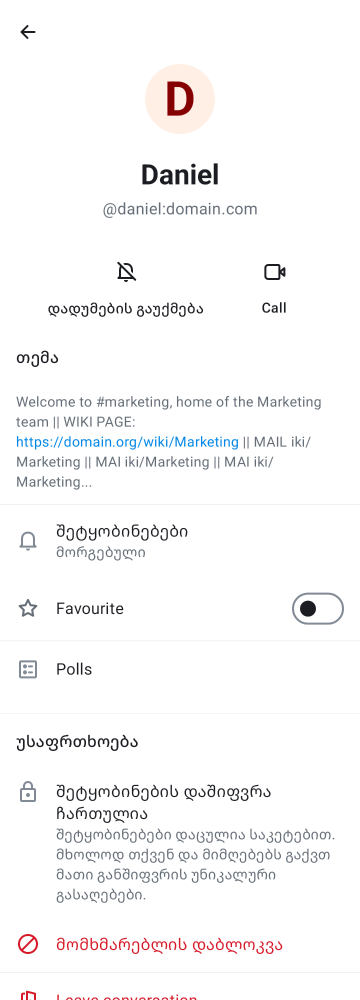 D
Daniel
@daniel:domain.com
დადუმების გაუქმება
Call
თემა
Welcome to #marketing, home of the Marketing
team || WIKI PAGE:
https://domain.org/wiki/Marketing || MAIL iki/
Marketing || MAI iki/Marketing || MAI iki/
Marketing...
შეტყობინებები
მორგებული
Favourite
Polls
უსაფრთხოება
შეტყობინების დაშიფვრა
ჩართულია
შეტყობინებები დაცულია საკეტებით.
მხოლოდ თქვენ და მიმღებებს გაქვთ
მათი განშიფვრის უნიკალური
გასაღებები.
მომხმარებლის დაბლოკვა
Leave conversation